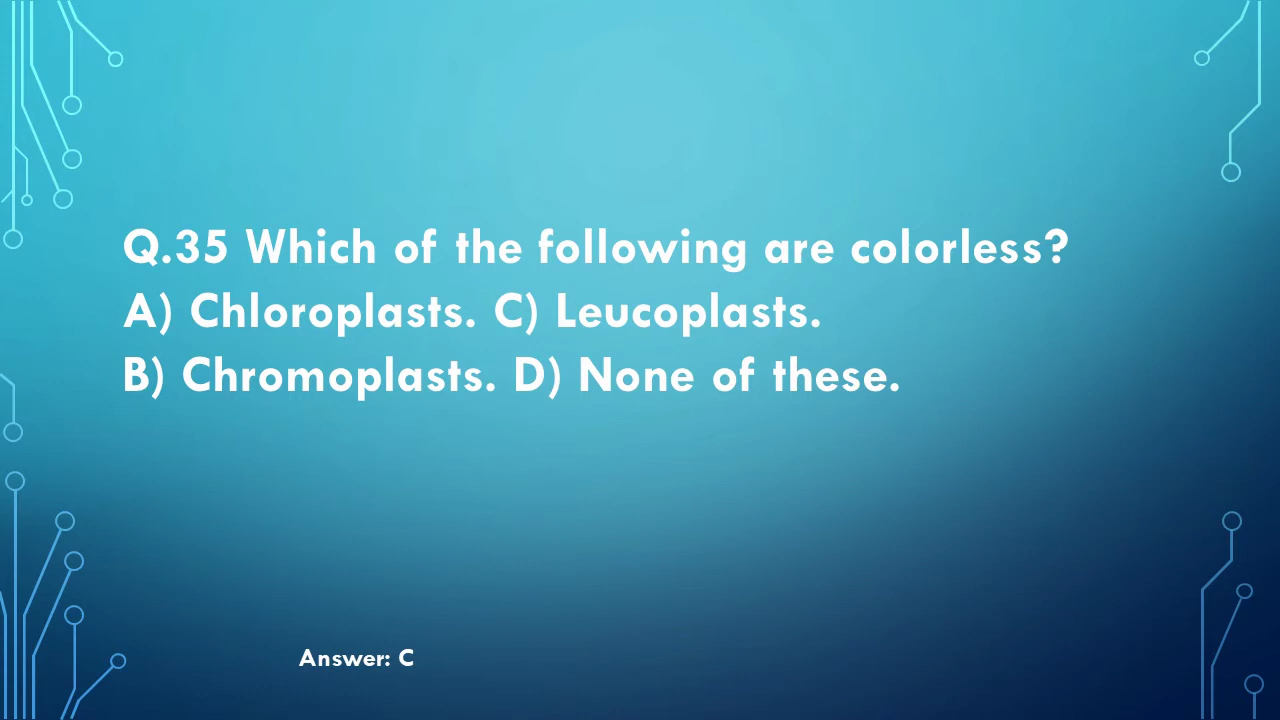 Q.35 Which of the following are colorless?
A) Chloroplasts. C) Leucoplasts.
B) Chromoplasts. D) None of these.
Answer: C